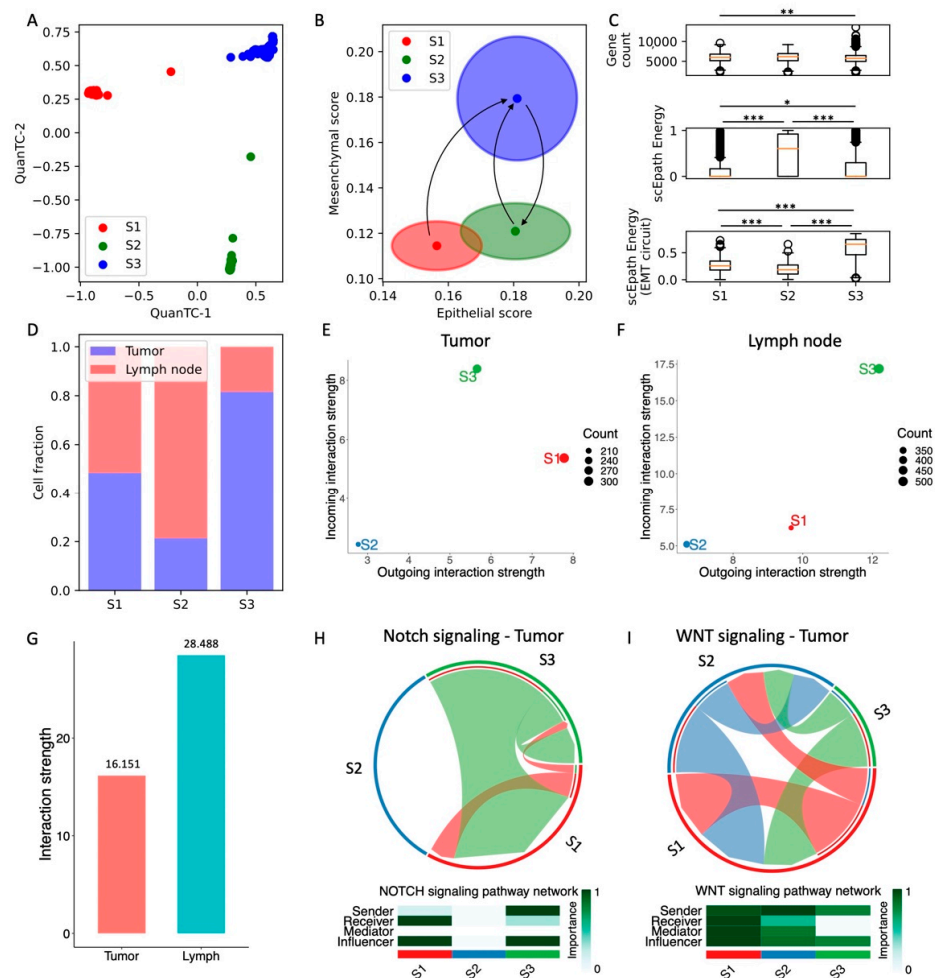 A
QuanTC-2
0.75
0.50
0.25
0.00
−0.25
−0.50
−0.75
−1.00
S1
S2
S3
−1.0
−0.5
0.0
0.5
QuanTC-1
B
Mesenchymal score
0.20
0.18
0.16
0.14
0.12
0.10
S1
S2
S3
0.14
0.16
0.18
0.20
Epithelial score
C
Gene
count
10000
5000
**
scEpath Energy
1
0
*
***
***
scEpath Energy
(EMT circuit)
0.5
0.0
***
***
***
S1
S2
S3
D
Cell fraction
1.0
0.8
0.6
0.4
0.2
0.0
Tumor
Lymph node
S1
S2
S3
E
Tumor
Incoming interaction strength
8
6
4
S3
S1
S2
3
4
5
6
7
8
Outgoing interaction strength
Count
210
240
270
300
F
Lymph node
Incoming interaction strength
17.5
15.0
12.5
10.0
7.5
5.0
S3
S1
S2
8
10
12
Outgoing interaction strength
Count
350
400
450
500
G
Interaction strength
20
10
0
16.151
28.488
Tumor
Lymph
H
Notch signaling - Tumor
S3
S2
S1
NOTCH signaling pathway network
Sender
Receiver
Mediator
Influencer
S1
S2
S3
Importance
1
0
I
WNT signaling - Tumor
S2
S3
S1
WNT signaling pathway network
Sender
Receiver
Mediator
Influencer
S1
S2
S3
Importance
1
0